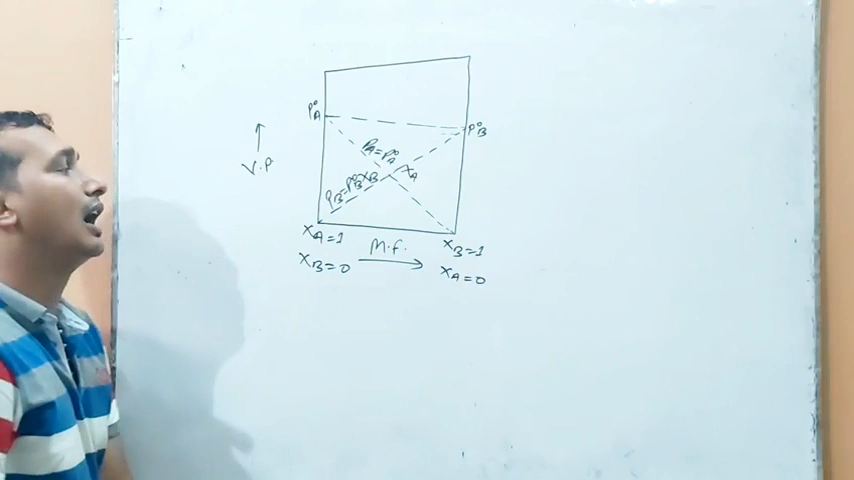 P°A
P°B
V.P
PA=P°A XA
PB=P°B XB
XA=1
M.f.
XB=1
XB=0
XA=0